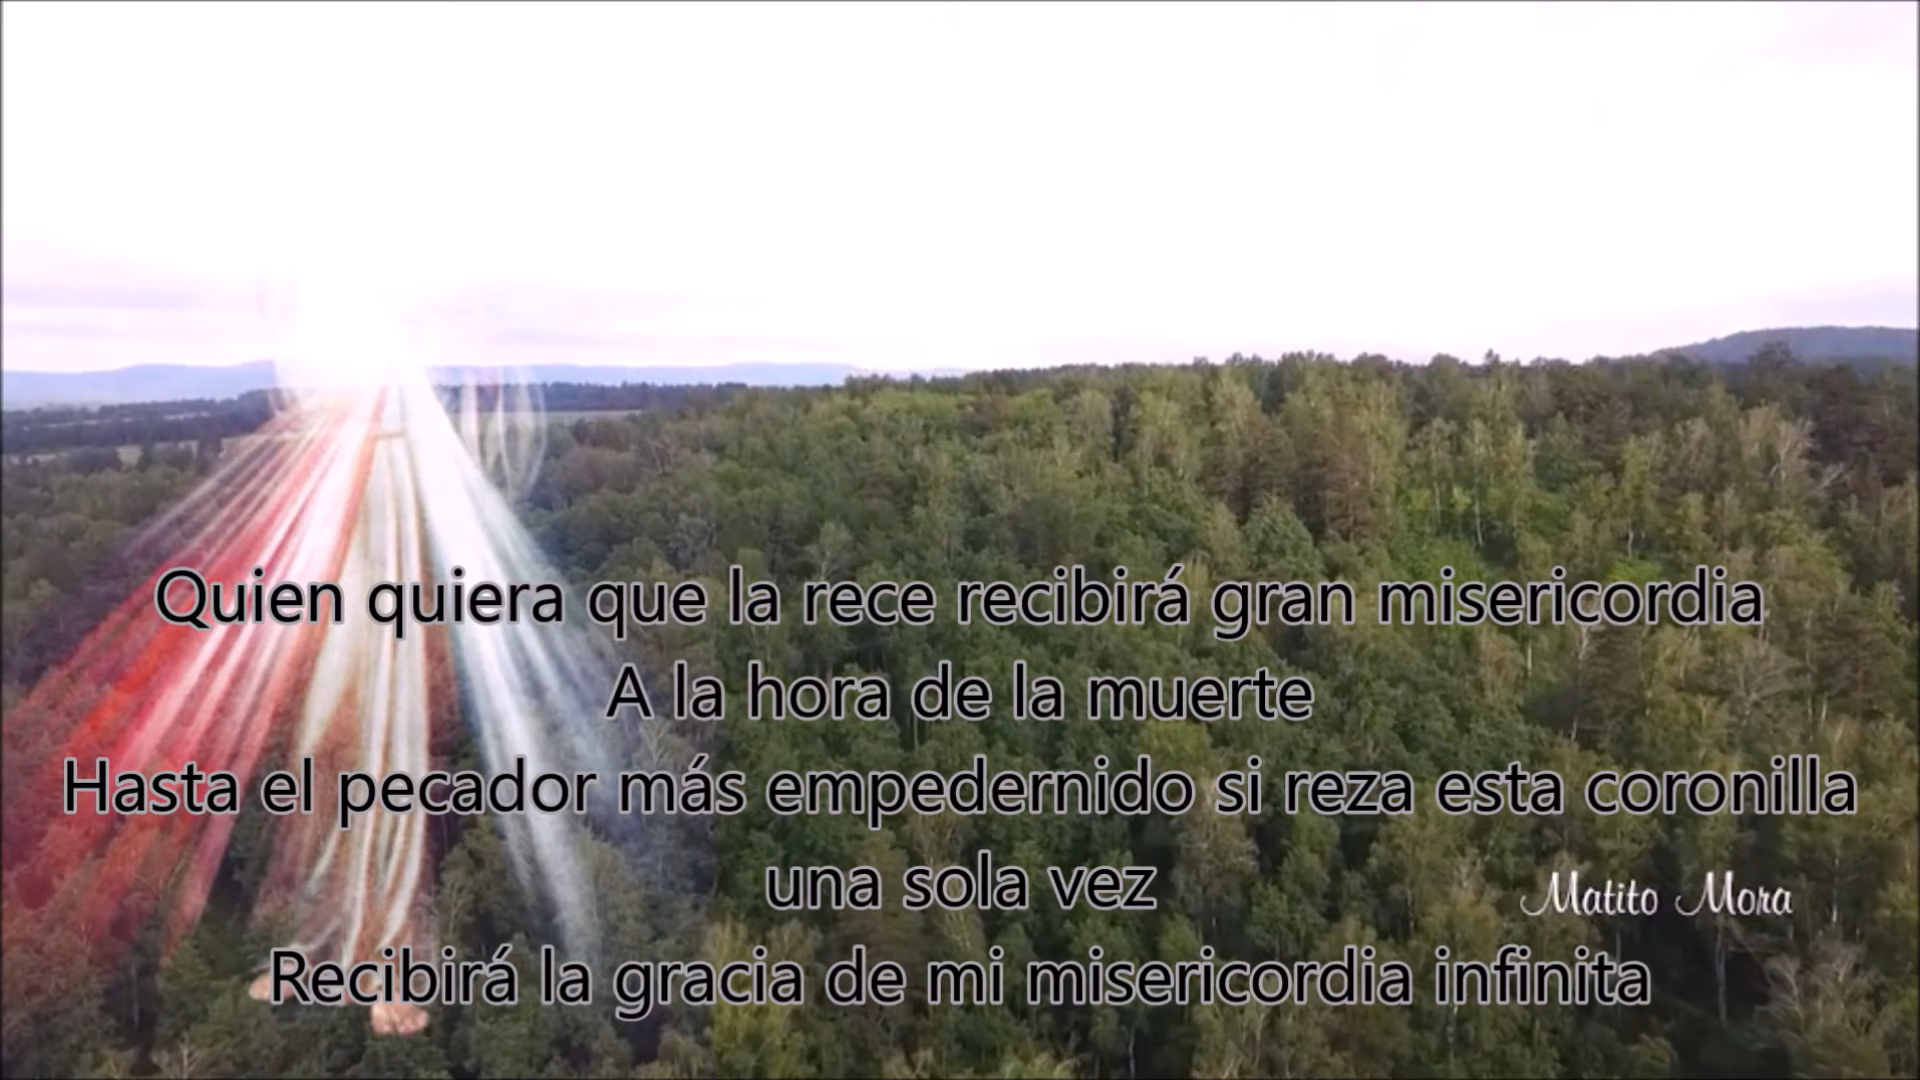 Quien quiera que la rece recibirá gran misericordia
A la hora de la muerte
Hasta el pecador más empedernido si reza esta coronilla
una sola vez
Matito Mora
Recibirá la gracia de mi misericordia infinita